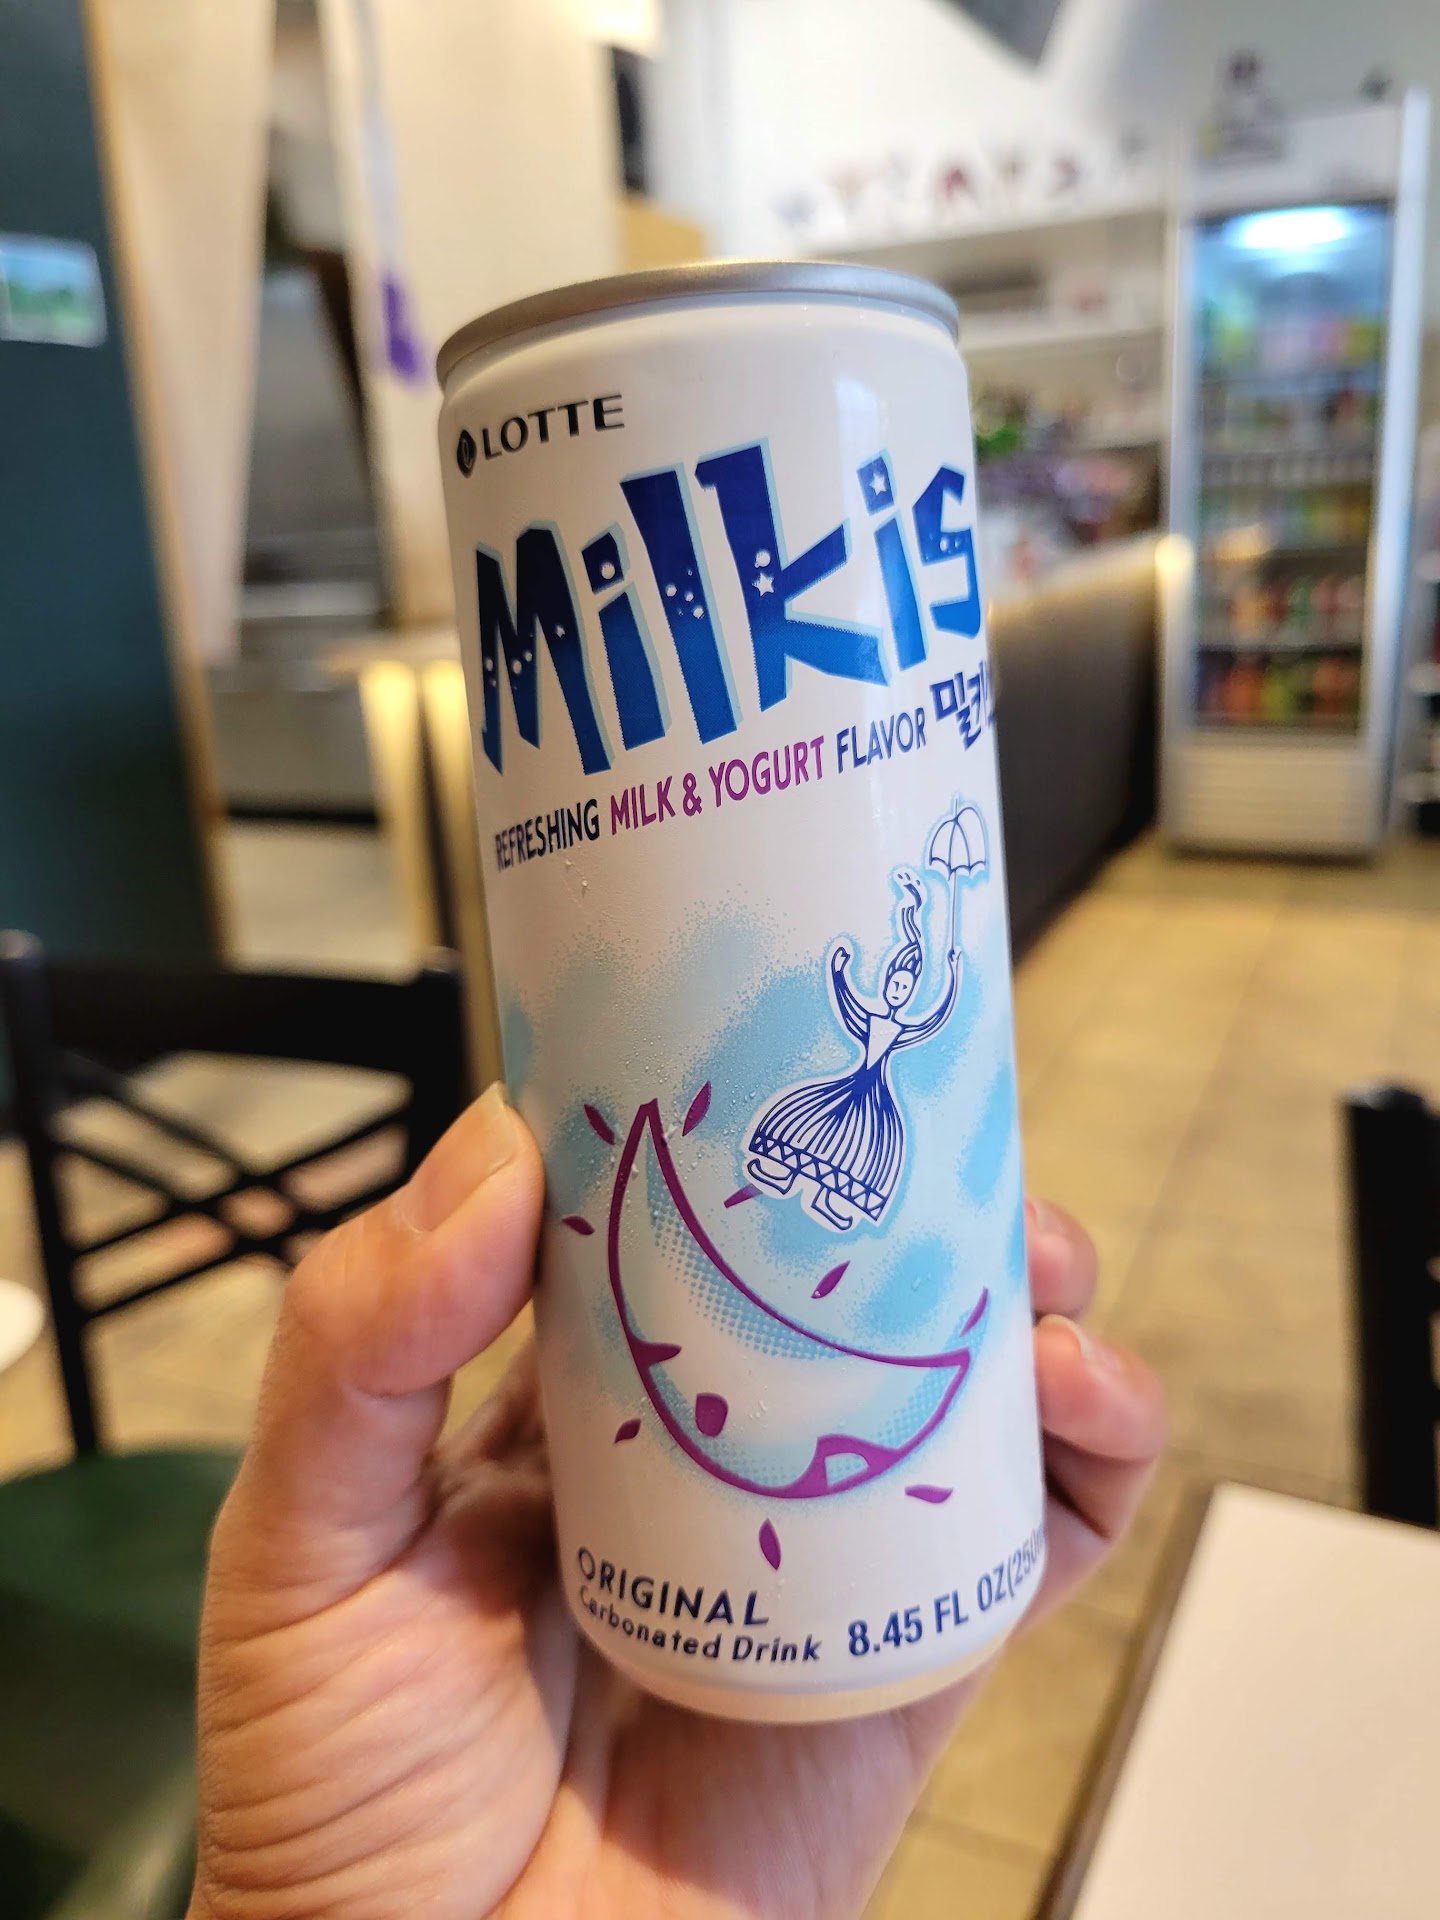 LOTTE
Milkis
REFRESHING MILK & YOGURT FLAVOR
ORIGINAL
Carbonated Drink
8.45 FL OZ